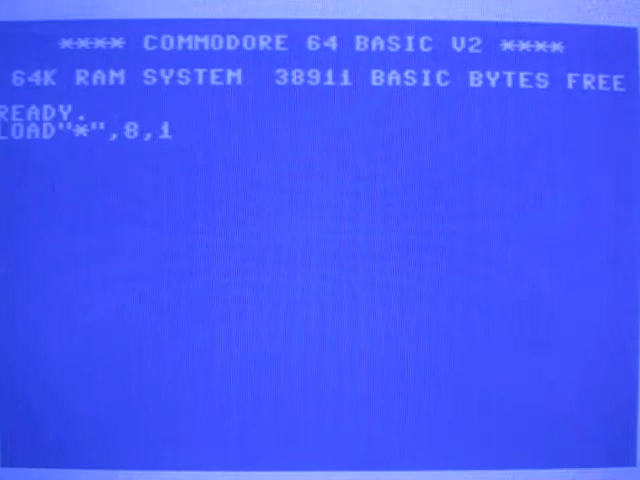 **** COMMODORE 64 BASIC V2 ****
64K RAM SYSTEM 38911 BASIC BYTES FREE
READY.
LOAD"*",8,1